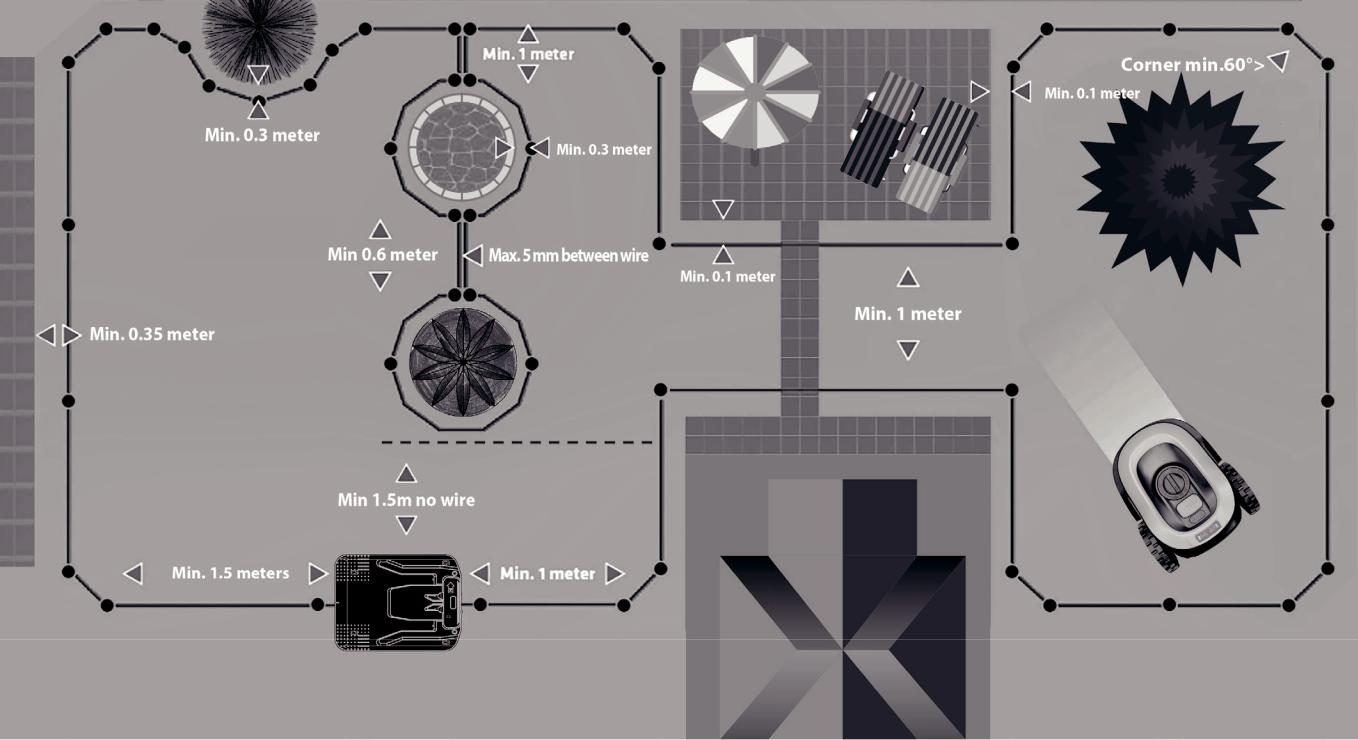 Min. 1 meter
Corner min.60°>
Min. 0.1 meter
Min. 0.3 meter
Min. 0.3 meter
Min 0.6 meter
Max. 5 mm between wire
Min. 0.1 meter
Min. 1 meter
Min. 0.35 meter
Min 1.5m no wire
Min. 1.5 meters
Min. 1 meter